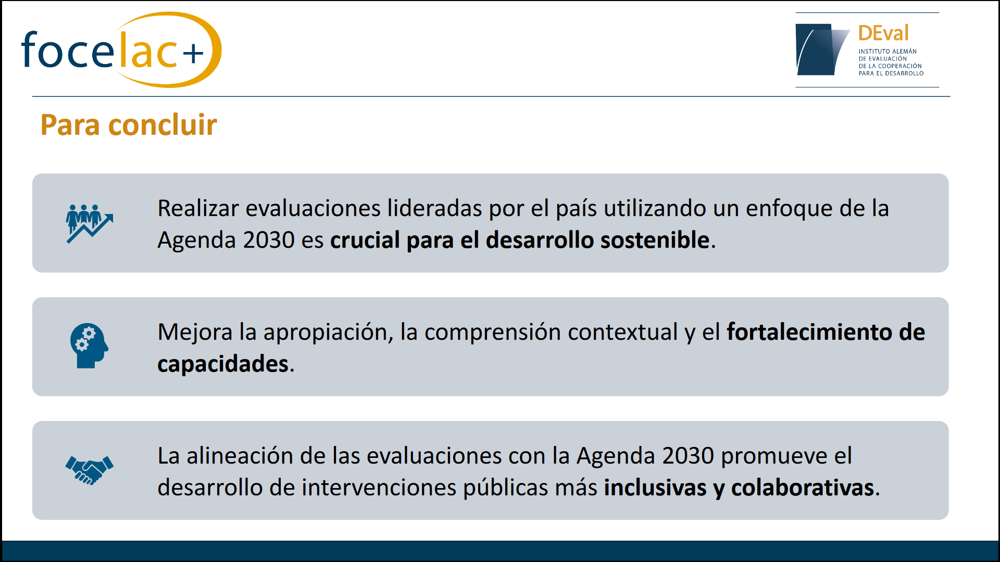 focelac+
DEval
INSTITUTO ALEMÁN
DE EVALUACIÓN
DE LA COOPERACIÓN
PARA EL DESARROLLO
Para concluir
Realizar evaluaciones lideradas por el país utilizando un enfoque de la
Agenda 2030 es crucial para el desarrollo sostenible.
Mejora la apropiación, la comprensión contextual y el fortalecimiento de
capacidades.
La alineación de las evaluaciones con la Agenda 2030 promueve el
desarrollo de intervenciones públicas más inclusivas y colaborativas.